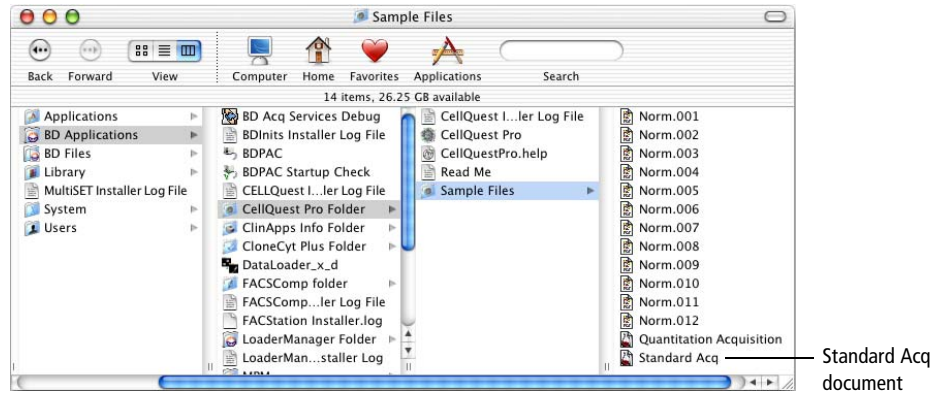 Sample Files
Back Forward View Computer Home Favorites Applications Search
14 items, 26.25 GB available
Applications
BD Applications
BD Files
Library
MultiSET Installer Log File
System
Users
BD Acq Services Debug
BDInits Installer Log File
BDPAC
BDPAC Startup Check
CELLQuest I...ler Log File
CellQuest Pro Folder
ClinApps Info Folder
CloneCyt Plus Folder
DataLoader_x_d
FACSComp folder
FACSComp...ler Log File
FACStation Installer.log
LoaderManager Folder
LoaderMan...staller Log
CellQuest I...ler Log File
CellQuest Pro
CellQuestPro.help
Read Me
Sample Files
Norm.001
Norm.002
Norm.003
Norm.004
Norm.005
Norm.006
Norm.007
Norm.008
Norm.009
Norm.010
Norm.011
Norm.012
Quantitation Acquisition
Standard Acq
Standard Acq
document